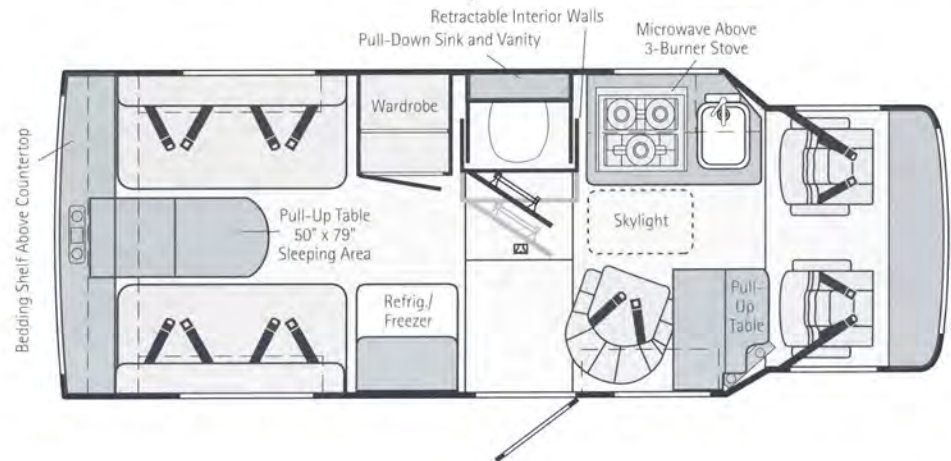 Retractable Interior Walls
Pull-Down Sink and Vanity
Microwave Above
3-Burner Stove
Wardrobe
Bedding Shelf Above Countertop
Pull-Up Table
50" x 79"
Sleeping Area
Skylight
Refrig./
Freezer
Pull-
Up
Table